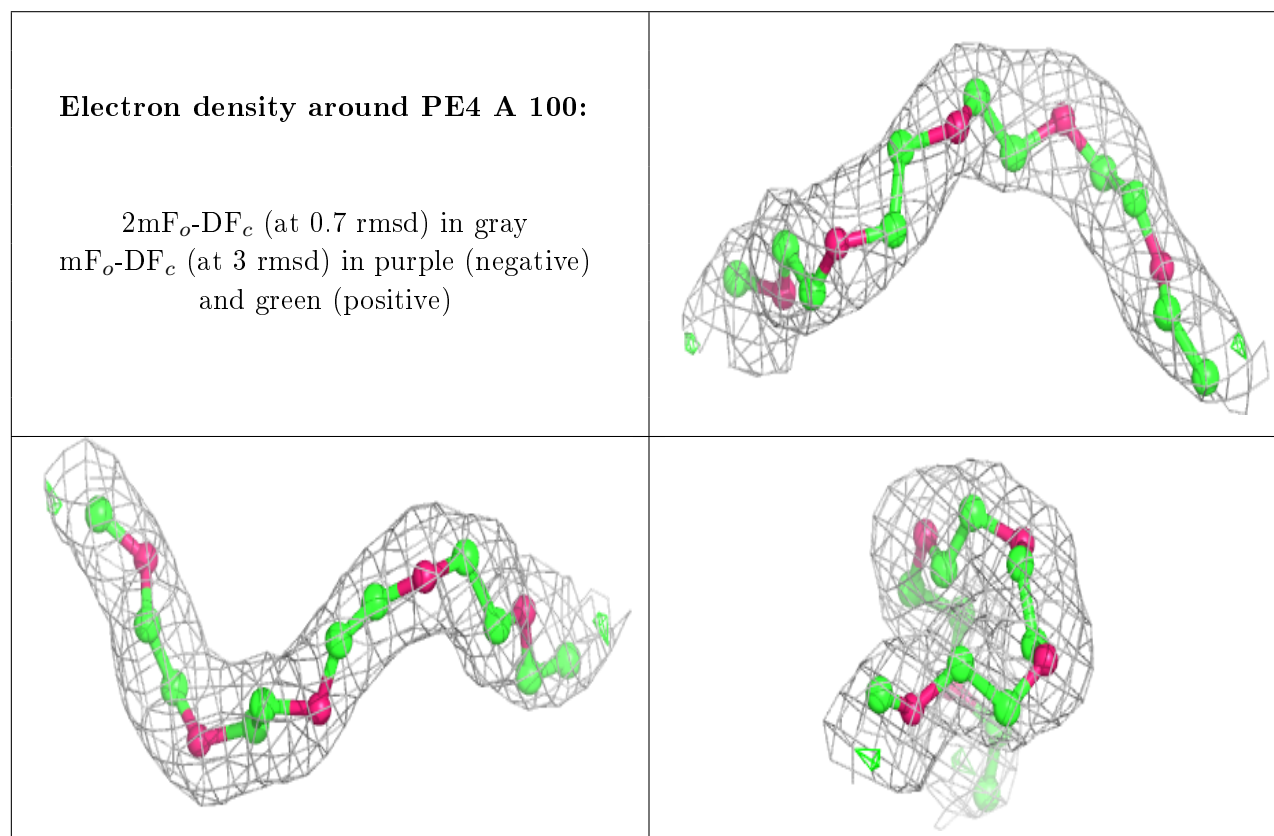 Electron density around PE4 A 100:
2mFₒ-DF𝒸 (at 0.7 rmsd) in gray
mFₒ-DF𝒸 (at 3 rmsd) in purple (negative)
and green (positive)